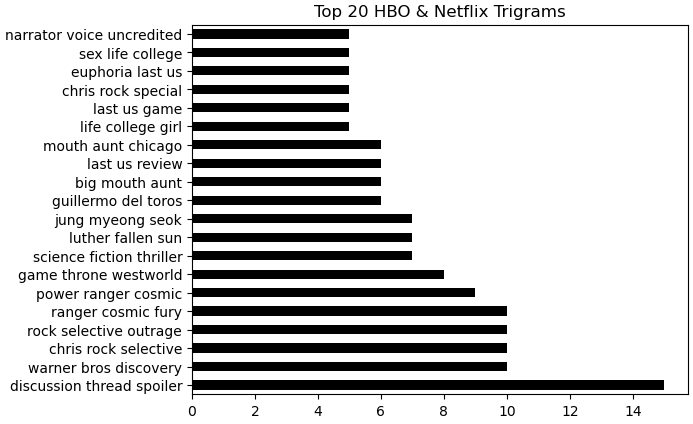 Top 20 HBO & Netflix Trigrams
narrator voice uncredited
sex life college
euphoria last us
chris rock special
last us game
life college girl
mouth aunt chicago
last us review
big mouth aunt
guillermo del toros
jung myeong seok
luther fallen sun
science fiction thriller
game throne westworld
power ranger cosmic
ranger cosmic fury
rock selective outrage
chris rock selective
warner bros discovery
discussion thread spoiler
0 2 4 6 8 10 12 14